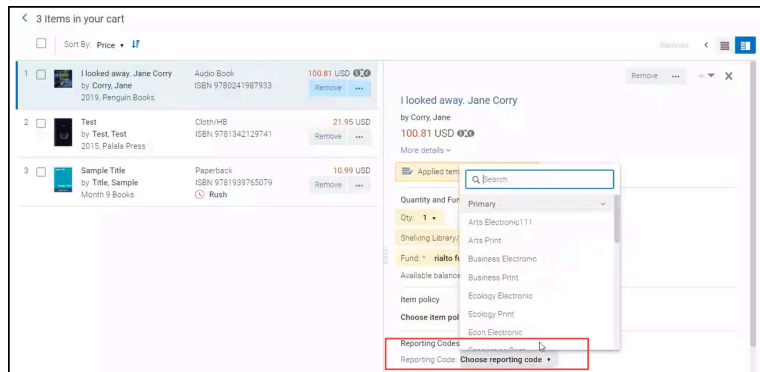 3 Items in your cart
Sort By: Price
Remove
1
I looked away. Jane Corry
by Corry, Jane
2019, Penguin Books
Audio Book
ISBN 9780241987933
100.81 USD
Remove ...
2
Test
by Test, Test
2015, Palala Press
Cloth/HB
ISBN 9781342129741
21.95 USD
Remove ...
3
Sample Title
by Title, Sample
Month 9 Books
Paperback
ISBN 9781939765079
Rush
10.99 USD
Remove ...
Remove ... X
I looked away. Jane Corry
by Corry, Jane
100.81 USD
More details
Applied tem
Search...
Primary
Arts Electronic111
Arts Print
Business Electronic
Business Print
Ecology Electronic
Ecology Print
Econ Electronic
Quantity and Fun
Qty: 1
Shelving Library/
Fund: * rialto fu
Available balance
Item policy
Choose item pol
Reporting Codes
Reporting Code: Choose reporting code